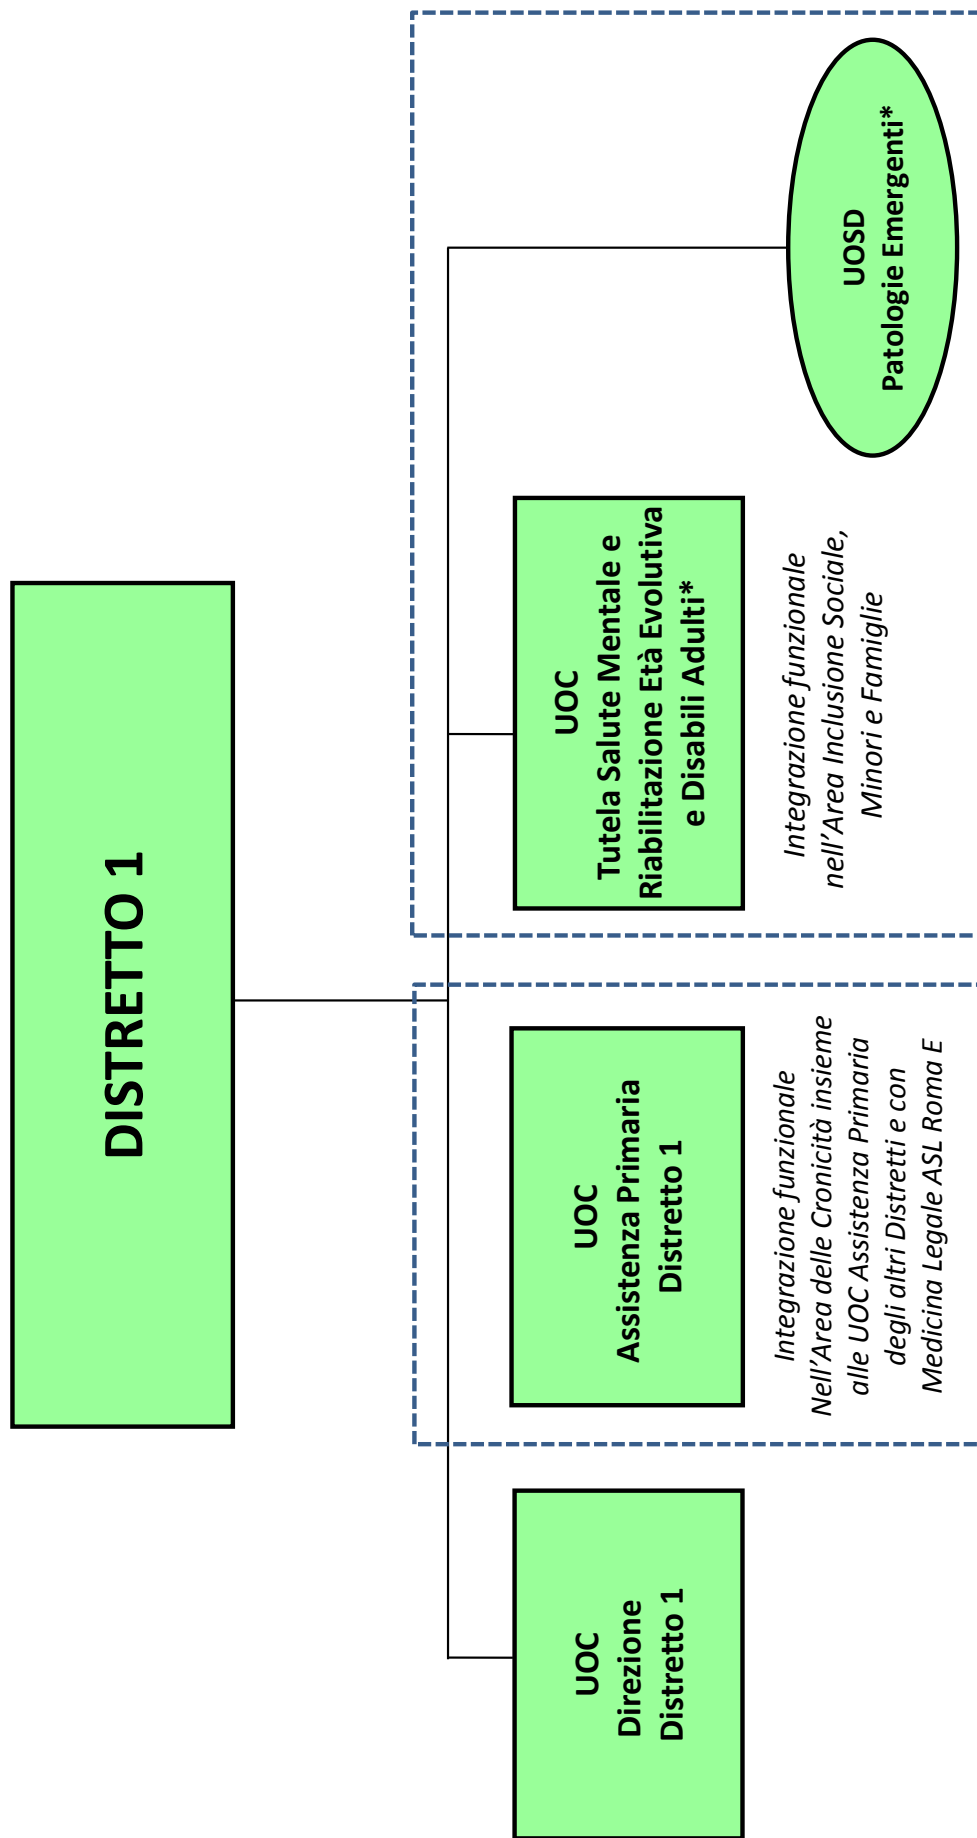 DISTRETTO 1
UOC
Direzione
Distretto 1
UOC
Assistenza Primaria
Distretto 1
Integrazione funzionale
Nell'Area delle Cronicità insieme
alle UOC Assistenza Primaria
degli altri Distretti e con
Medicina Legale ASL Roma E
UOC
Tutela Salute Mentale e
Riabilitazione Età Evolutiva
e Disabili Adulti*
Integrazione funzionale
nell'Area Inclusione Sociale,
Minori e Famiglie
UOSD
Patologie Emergenti*